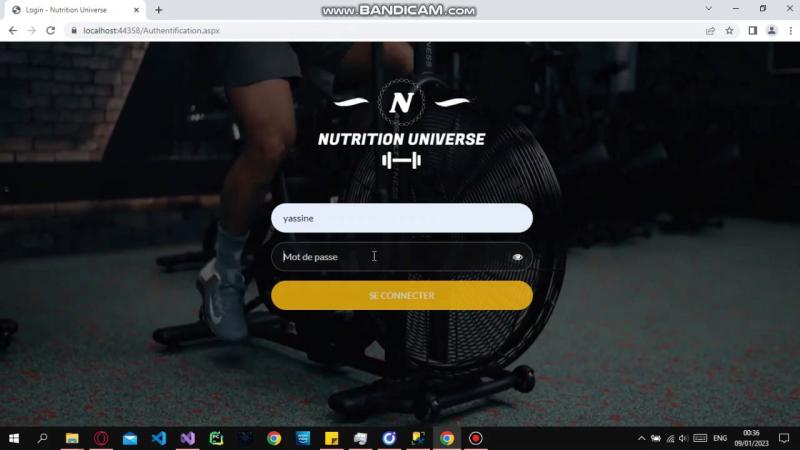 Login - Nutrition Universe
www.BANDICAM.com
localhost:44358/Authentification.aspx
N
NUTRITION UNIVERSE
yassine
Mot de passe
SE CONNECTER
ENG
00:36
09/01/2023